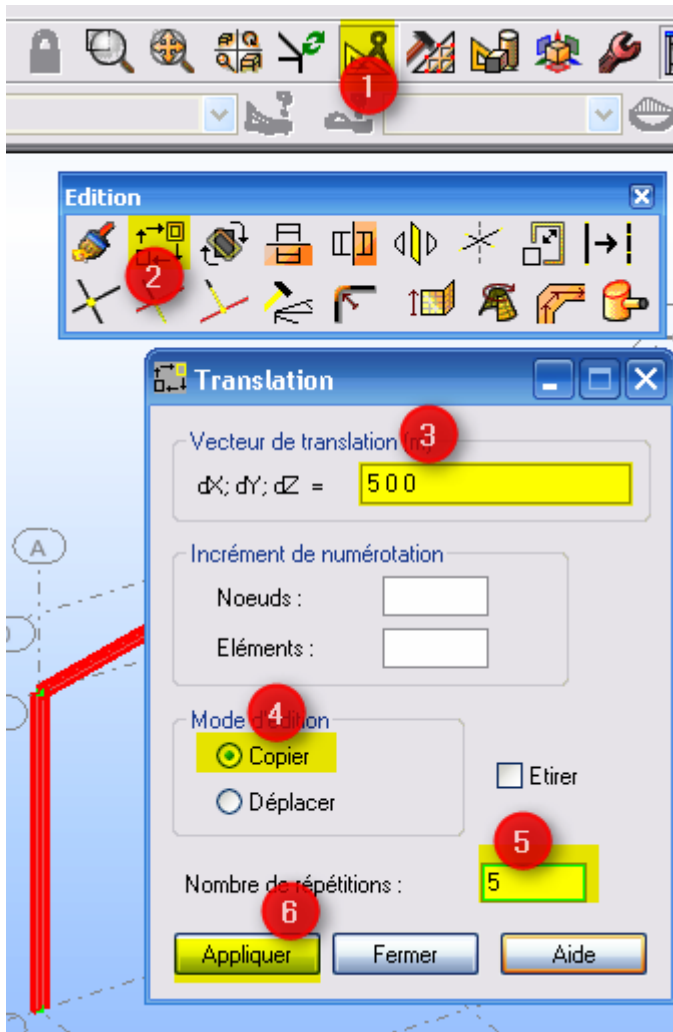 1
Edition
2
Translation
Vecteur de translation (m) 3
dX; dY; dZ = 5 0 0
A
Incrément de numérotation
Noeuds :
Eléments :
4
Mode d'édition
Copier
Etirer
Déplacer
5
Nombre de répétitions : 5
6
Appliquer Fermer Aide